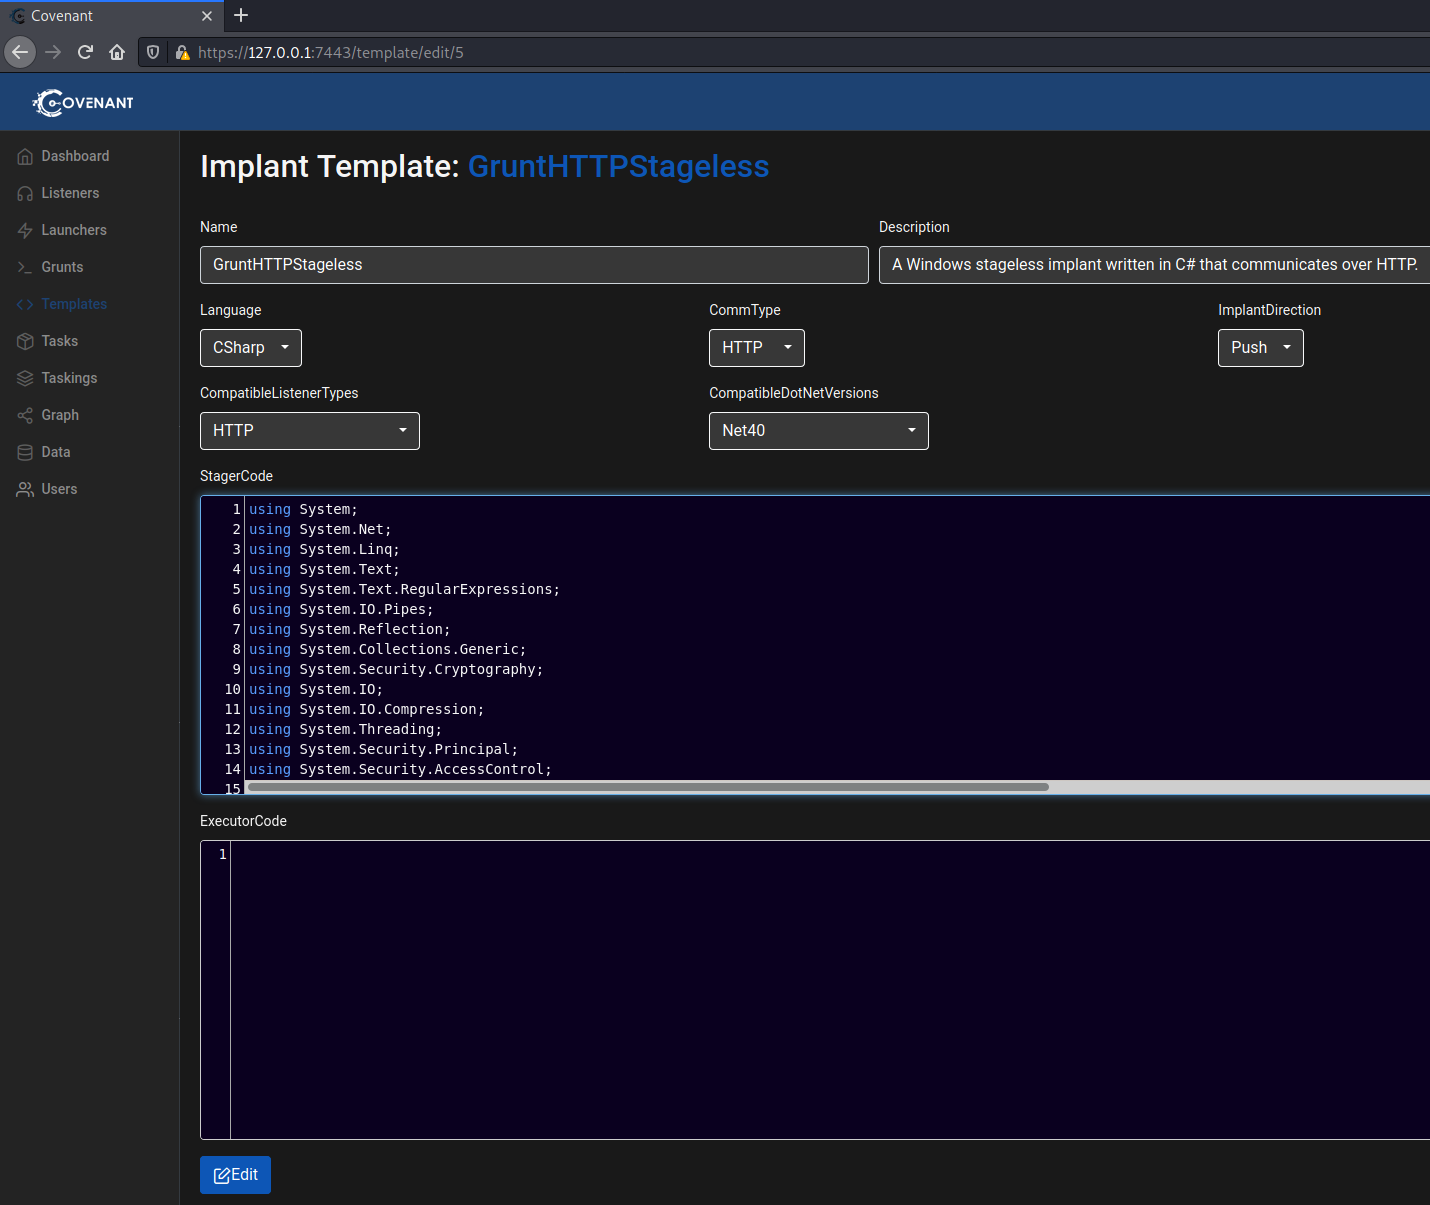 Covenant
https://127.0.0.1:7443/template/edit/5
COVENANT
Dashboard
Listeners
Launchers
Grunts
Templates
Tasks
Taskings
Graph
Data
Users
Implant Template: GruntHTTPStageless
Name
Description
GruntHTTPStageless
A Windows stageless implant written in C# that communicates over HTTP.
Language
CommType
ImplantDirection
CSharp
HTTP
Push
CompatibleListenerTypes
CompatibleDotNetVersions
HTTP
Net40
StagerCode
1 using System;
2 using System.Net;
3 using System.Linq;
4 using System.Text;
5 using System.Text.RegularExpressions;
6 using System.IO.Pipes;
7 using System.Reflection;
8 using System.Collections.Generic;
9 using System.Security.Cryptography;
10 using System.IO;
11 using System.IO.Compression;
12 using System.Threading;
13 using System.Security.Principal;
14 using System.Security.AccessControl;
15
ExecutorCode
1
Edit